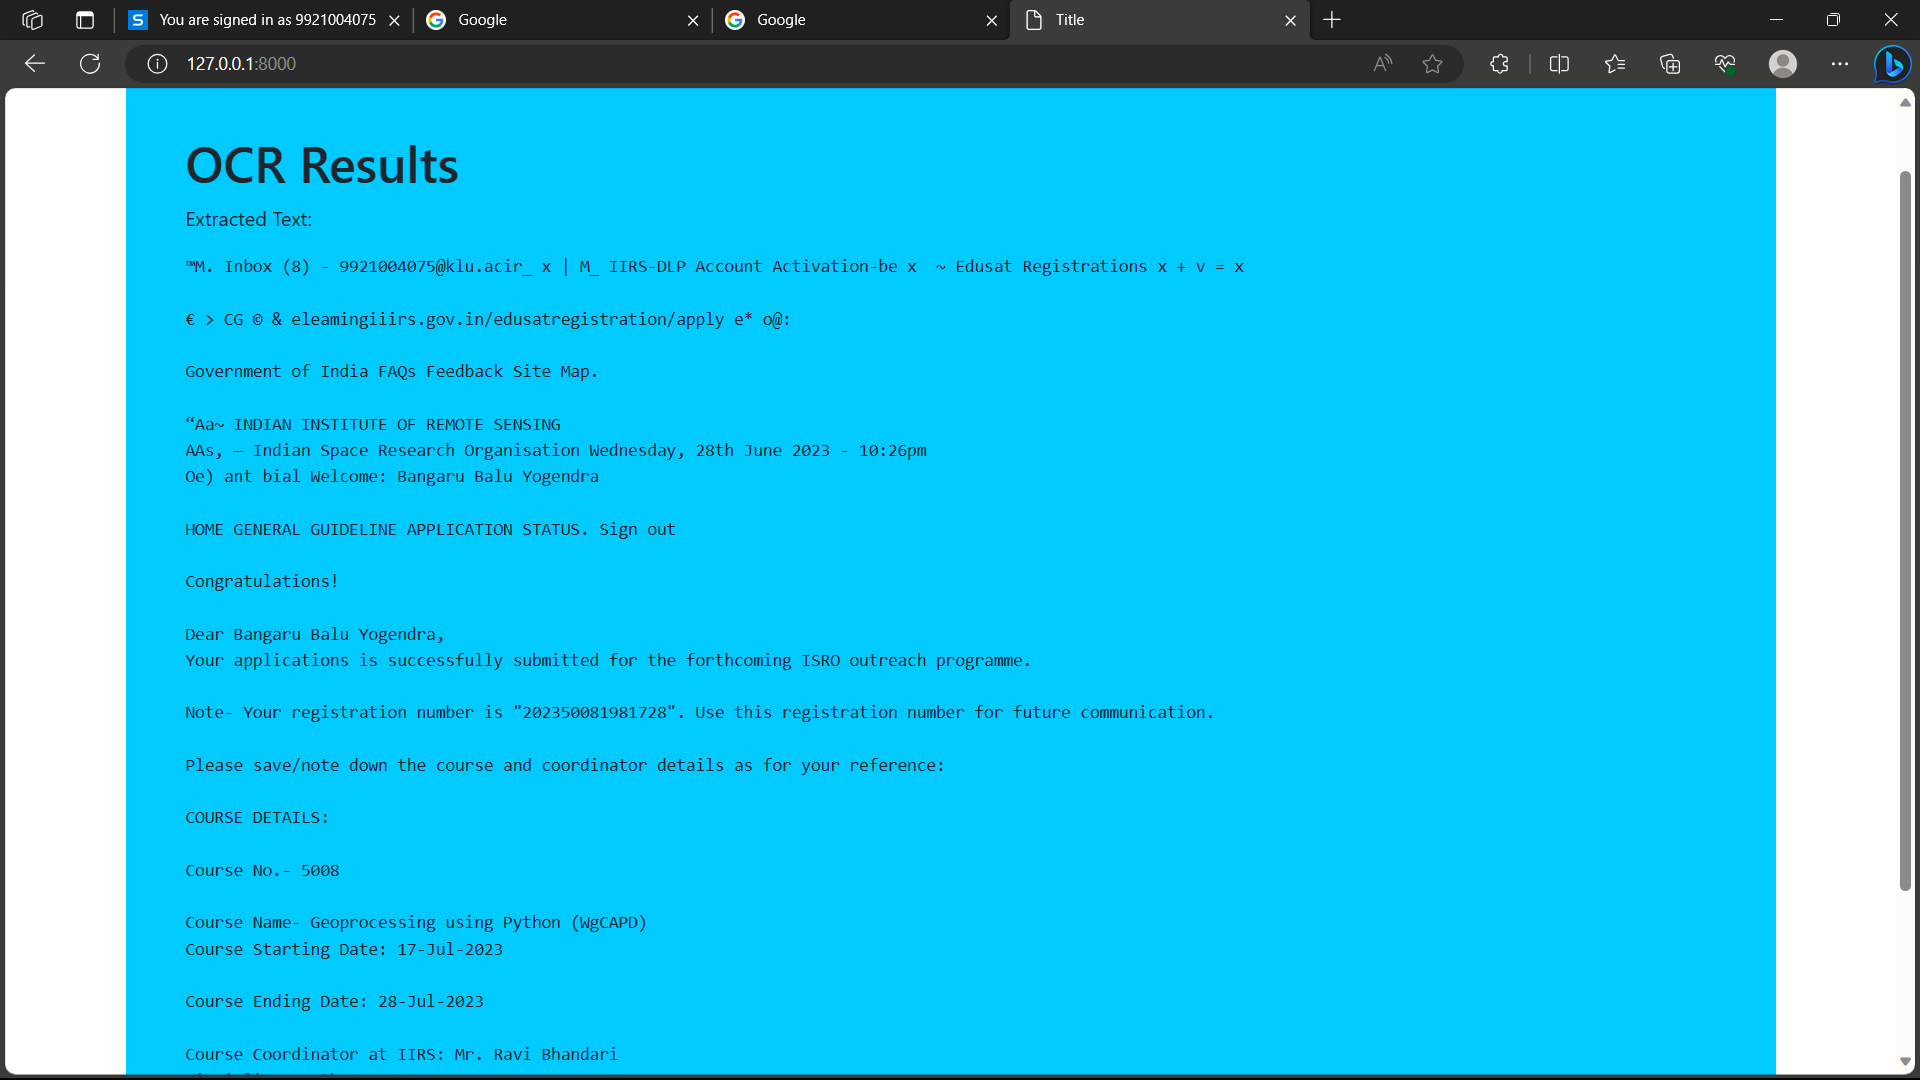 You are signed in as 9921004075
Google
Google
Title
127.0.0.1:8000
OCR Results
Extracted Text:
™M. Inbox (8) - 9921004075@klu.acir_ x | M_ IIRS-DLP Account Activation-be x ~ Edusat Registrations x + v = x
€ > CG © & eleamingiiirs.gov.in/edusatregistration/apply e* o@:
Government of India FAQs Feedback Site Map.
“Aa~ INDIAN INSTITUTE OF REMOTE SENSING
AAs, — Indian Space Research Organisation Wednesday, 28th June 2023 - 10:26pm
Oe) ant bial Welcome: Bangaru Balu Yogendra
HOME GENERAL GUIDELINE APPLICATION STATUS. Sign out
Congratulations!
Dear Bangaru Balu Yogendra,
Your applications is successfully submitted for the forthcoming ISRO outreach programme.
Note- Your registration number is "202350081981728". Use this registration number for future communication.
Please save/note down the course and coordinator details as for your reference:
COURSE DETAILS:
Course No.- 5008
Course Name- Geoprocessing using Python (WgCAPD)
Course Starting Date: 17-Jul-2023
Course Ending Date: 28-Jul-2023
Course Coordinator at IIRS: Mr. Ravi Bhandari